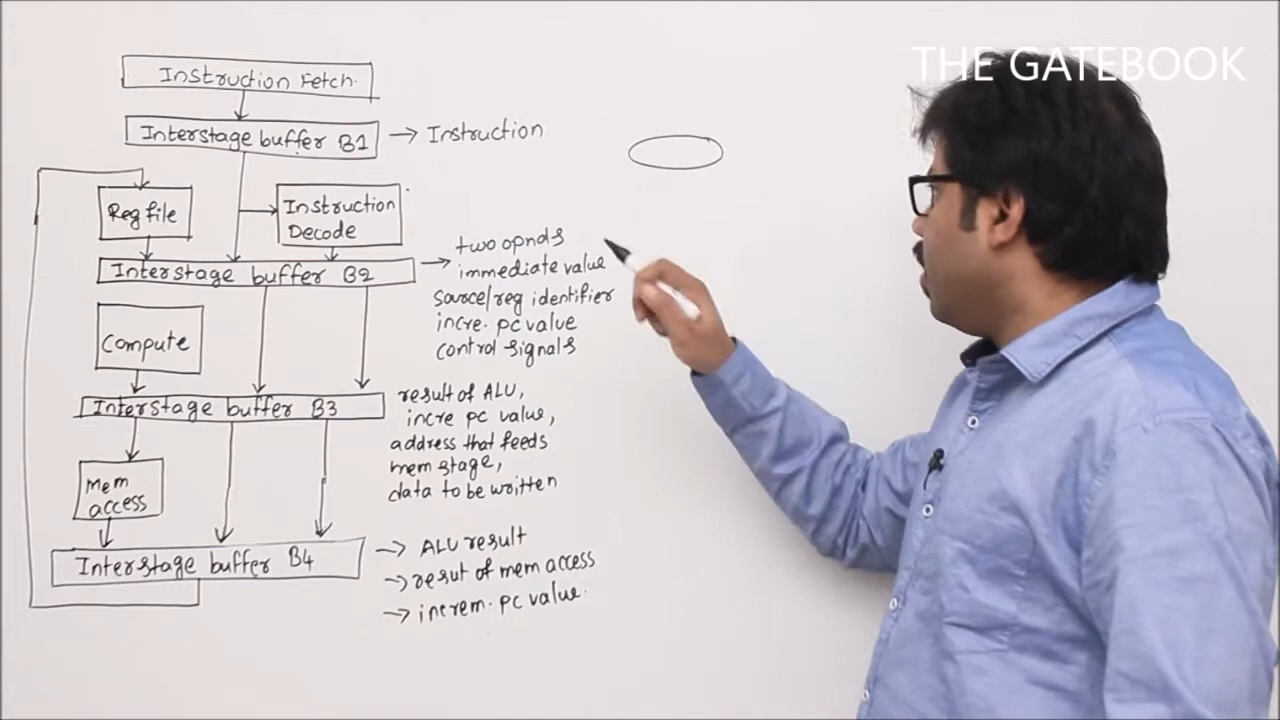 THE GATEBOOK
Instruction Fetch.
Interstage buffer B1
Instruction
Reg file
Instruction
Decode
Interstage buffer B2
two opnds
immediate value
source/reg identifier
incre. pc value
control signals
Compute
Interstage buffer B3
result of ALU,
incre pc value,
address that feeds
mem stage,
data to be written
Mem
access
Interstage buffer B4
ALU result
resut of mem access
increm. pc value.